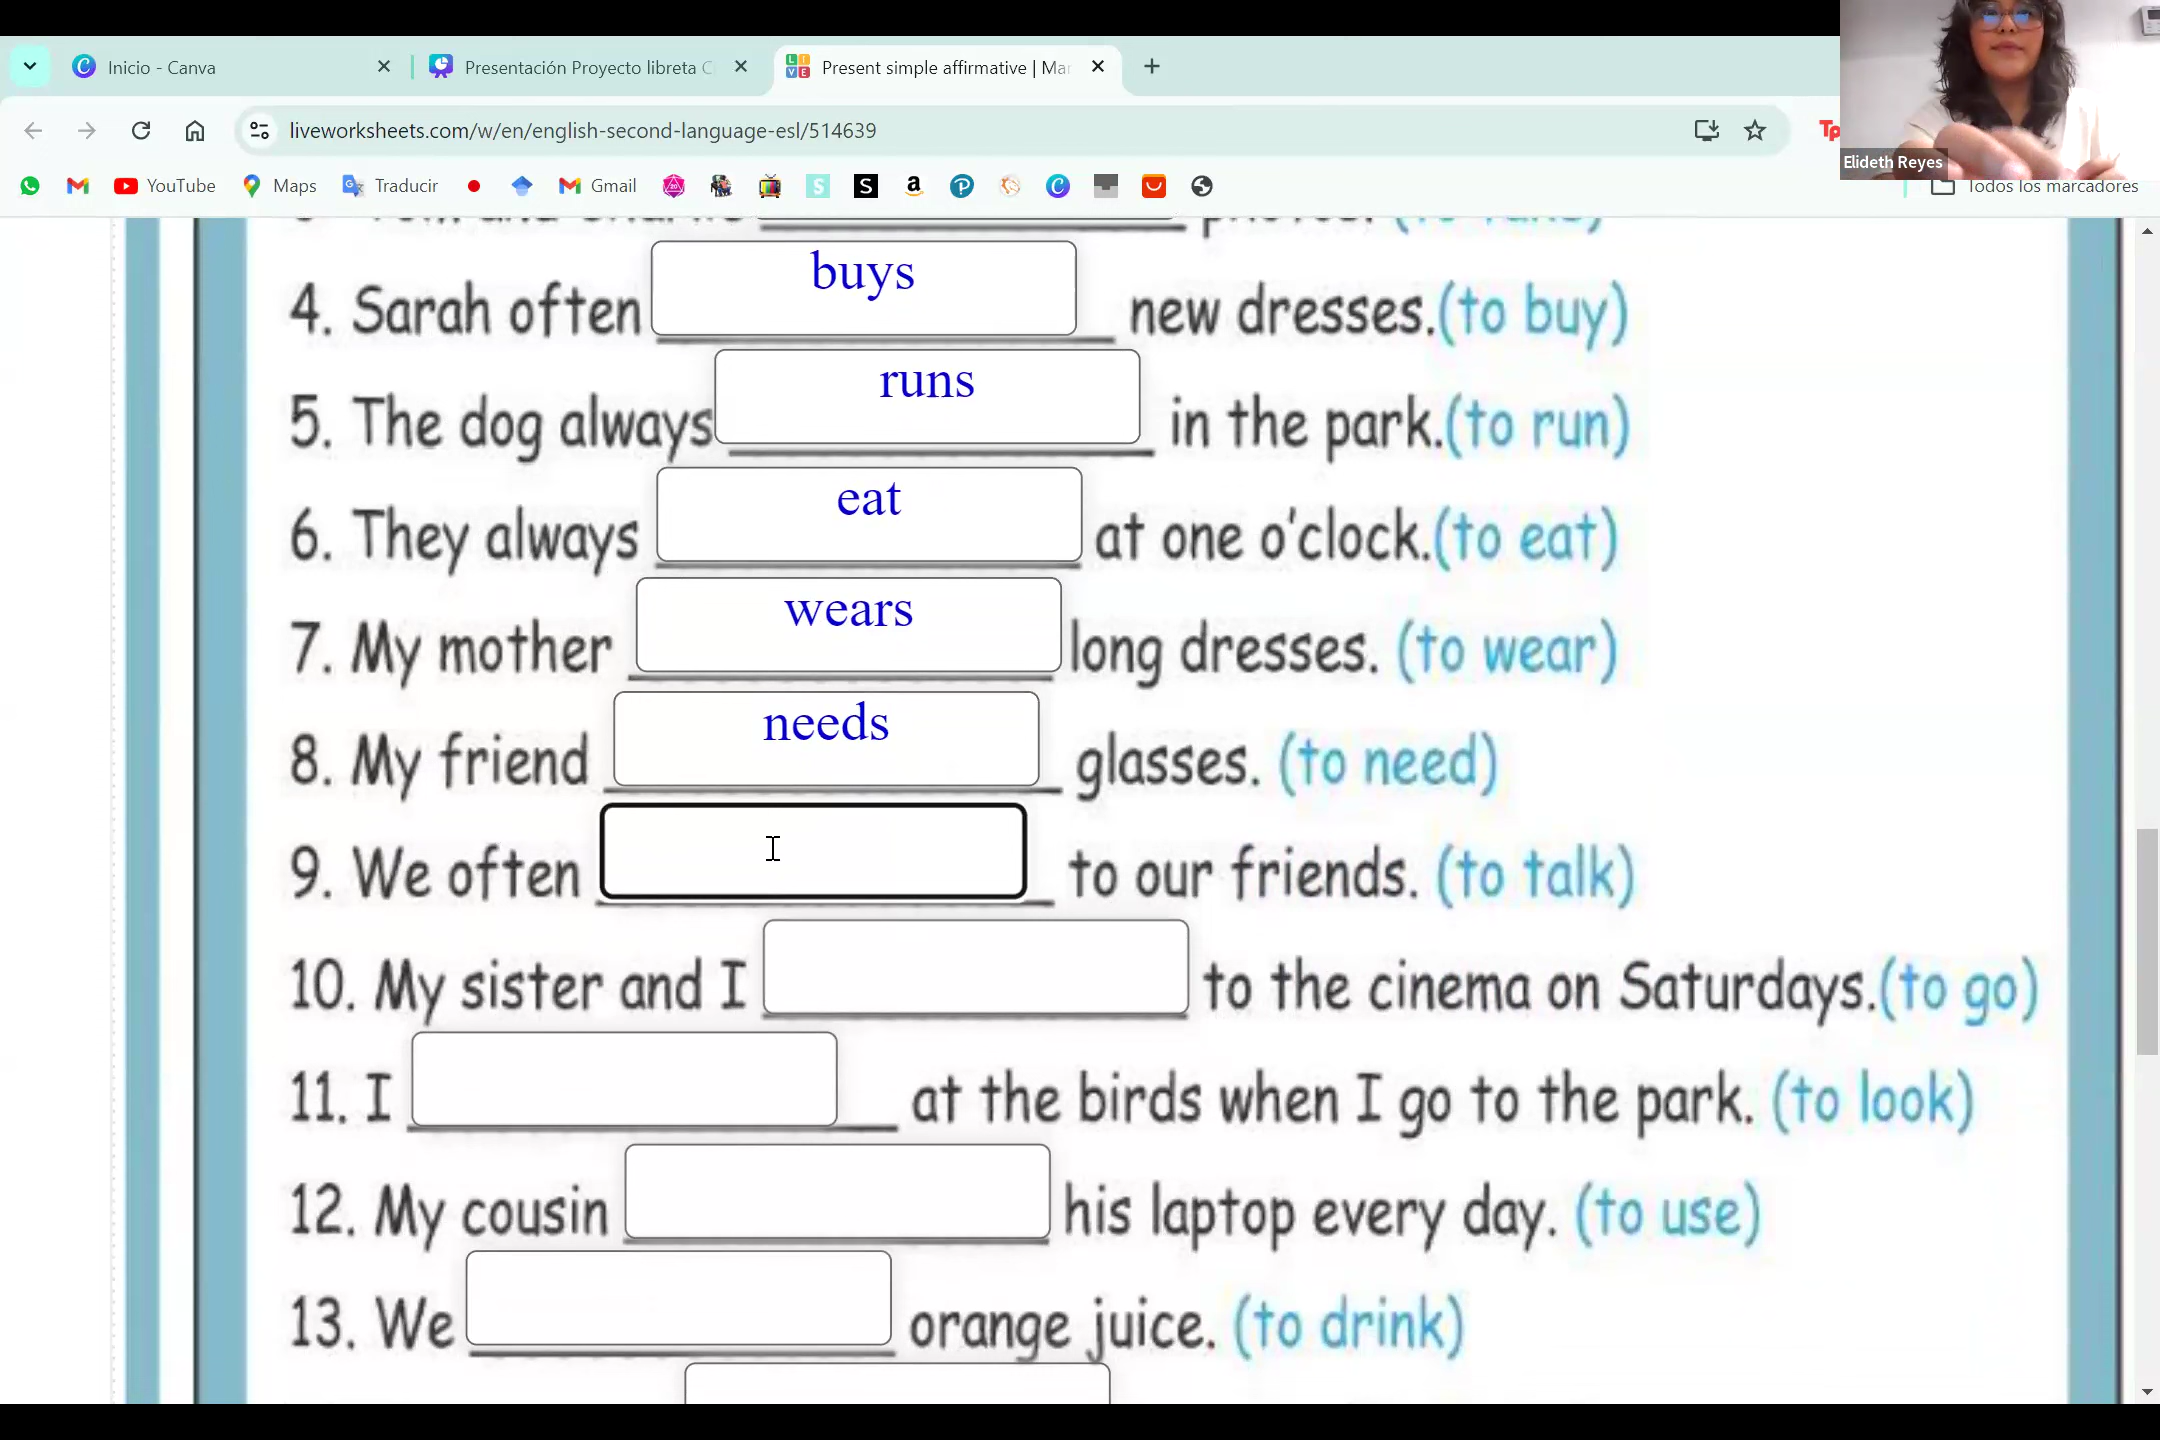 Inicio - Canva
Presentación Proyecto libreta C
Present simple affirmative | Mar
liveworksheets.com/w/en/english-second-language-esl/514639
Elideth Reyes
YouTube Maps Traducir Gmail Todos los marcadores
4. Sarah often buys new dresses.(to buy)
5. The dog always runs in the park.(to run)
6. They always eat at one o'clock.(to eat)
7. My mother wears long dresses. (to wear)
8. My friend needs glasses. (to need)
9. We often to our friends. (to talk)
10. My sister and I to the cinema on Saturdays.(to go)
11. I at the birds when I go to the park. (to look)
12. My cousin his laptop every day. (to use)
13. We orange juice. (to drink)